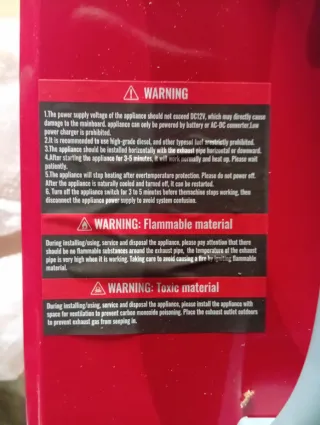 WARNING
1.The power supply voltage of the appliance should not exceed DC12V, which may directly cause
damage to the mainboard. appliance can only be powered by battery or AC-DC converter.Low
power charger is prohibited.
2.It is recommended to use high-grade diesel, and other types of fuel are strictly prohibited.
3.The appliance should be installed horizontally with the exhaust pipe horizontal or downward.
4.After starting the appliance for 3-5 minutes, it will work normally and heat up. Please wait
patiently.
5.The appliance will stop heating after overtemperature protection. Please do not power off.
After the appliance is naturally cooled and turned off, it can be restarted.
6. Turn off the appliance switch for 3 to 5 minutes before the machine stops working, then
disconnect the appliance power supply to avoid system confusion.
WARNING: Flammable material
During installing/using, service and disposal the appliance, please pay attention that there
should be no flammable substances around the exhaust pipe, the temperature of the exhaust
pipe is very high when it is working. Taking care to avoid causing a fire by igniting flammable
material.
WARNING: Toxic material
During installing/using, service and disposal the appliance, please install the appliance with
space for ventilation to prevent carbon monoxide poisoning. Place the exhaust outlet outdoors
to prevent exhaust gas from seeping in.